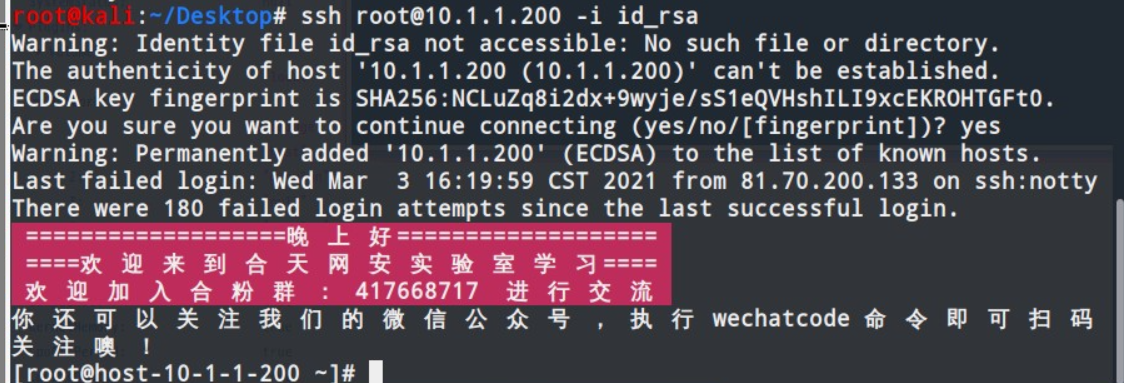 root@kali:~/Desktop# ssh root@10.1.1.200 -i id_rsa
Warning: Identity file id_rsa not accessible: No such file or directory.
The authenticity of host '10.1.1.200 (10.1.1.200)' can't be established.
ECDSA key fingerprint is SHA256:NCLuZq8i2dx+9wyje/sS1eQVHshILI9xcEKROHTGFt0.
Are you sure you want to continue connecting (yes/no/[fingerprint])? yes
Warning: Permanently added '10.1.1.200' (ECDSA) to the list of known hosts.
Last failed login: Wed Mar  3 16:19:59 CST 2021 from 81.70.200.133 on ssh:notty
There were 180 failed login attempts since the last successful login.
===================晚 上 好===================
====欢 迎 来 到 合 天 网 安 实 验 室 学 习====
欢 迎 加 入 合 粉 群 : 417668717 进 行 交 流
你 还 可 以 关 注 我 们 的 微 信 公 众 号 , 执 行 wechatcode 命 令 即 可 扫 码
关 注 噢 !
[root@host-10-1-1-200 ~]#